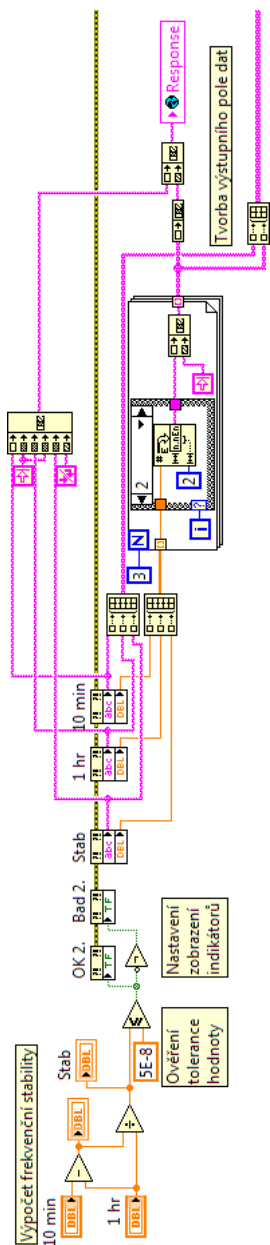 Výpočet frekvenční stability
10 min
DBL
DBL
Stab
DBL
1 hr
DBL
5E-8
Ověření
tolerance
hodnoty
OK 2.
TF
Bad 2.
TF
Nastavení
zobrazení
indikátorů
Stab
abc
DBL
1 hr
abc
DBL
10 min
abc
DBL
3
N
i
2
2
Response
Tvorba výstupního pole dat